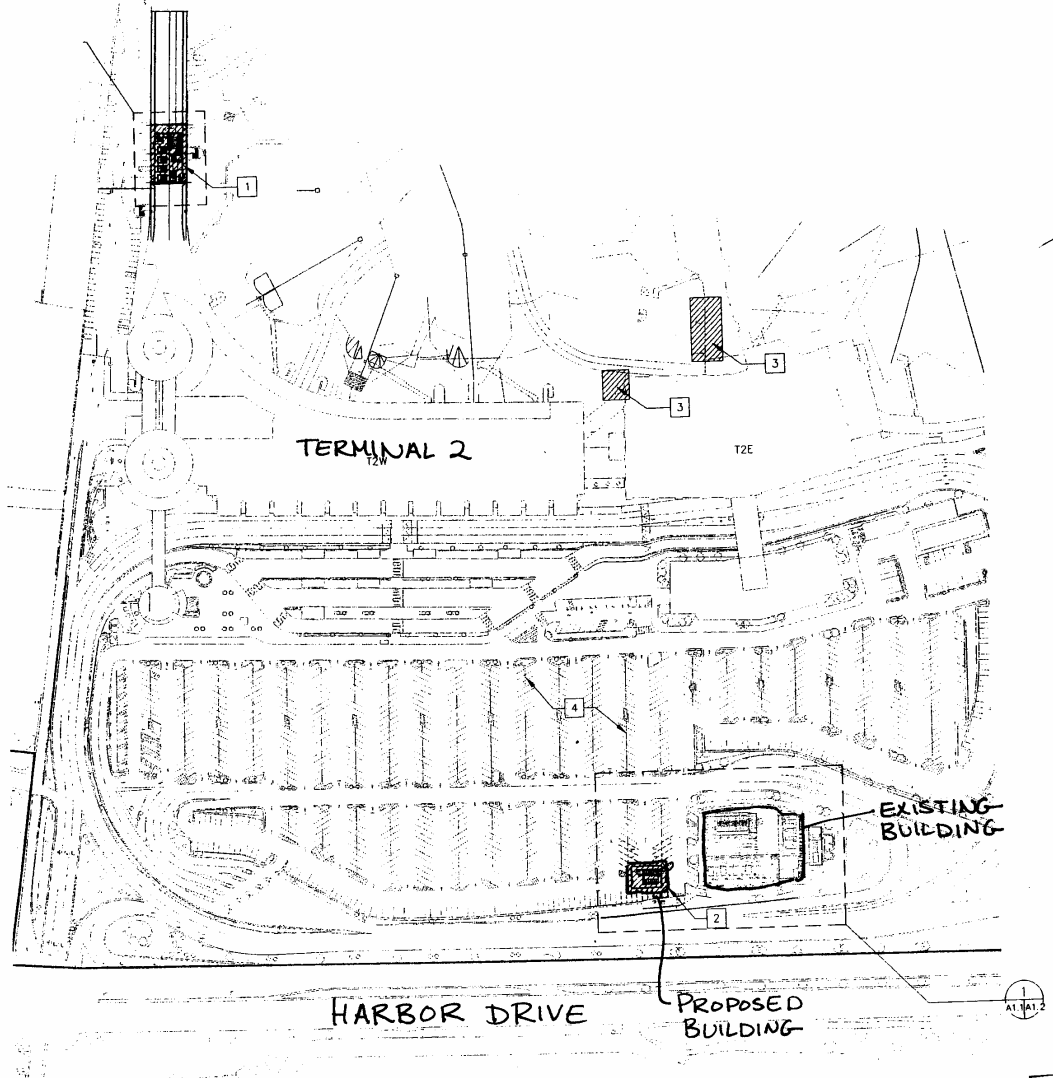 1
3
3
TERMINAL 2
T2W
T2E
4
EXISTING
BUILDING
2
HARBOR DRIVE
PROPOSED
BUILDING
1
A1.1 A1.2